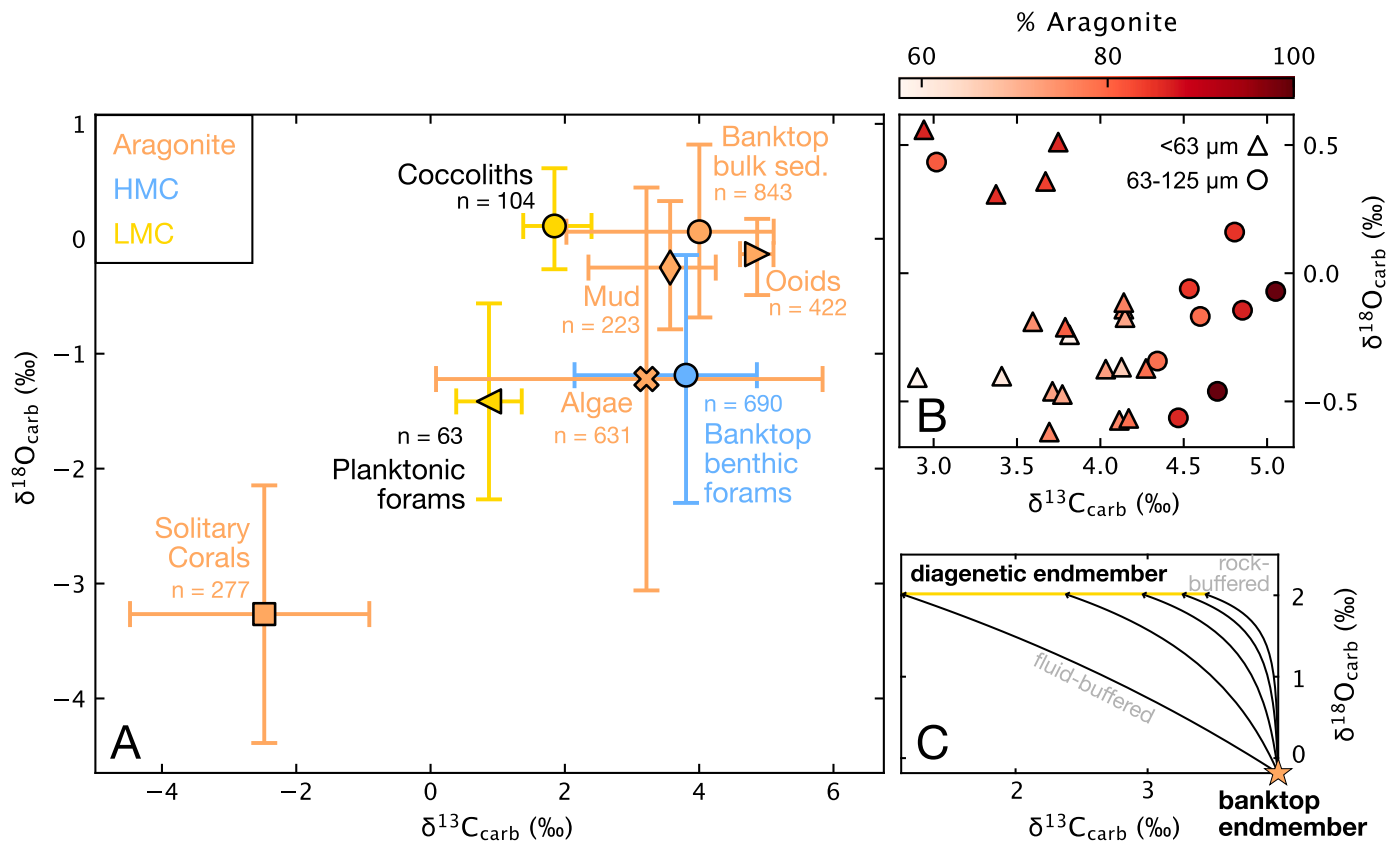 % Aragonite
60 80 100
1
0
−1
−2
−3
−4
δ¹⁸O_carb (‰)
Aragonite
HMC
LMC
Coccoliths
n = 104
Banktop
bulk sed.
n = 843
Ooids
n = 422
Mud
n = 223
Algae
n = 631
n = 690
Banktop
benthic
forams
n = 63
Planktonic
forams
Solitary
Corals
n = 277
A
−4 −2 0 2 4 6
δ¹³C_carb (‰)
<63 µm
63-125 µm
0.5
0.0
−0.5
δ¹⁸O_carb (‰)
B
3.0 3.5 4.0 4.5 5.0
δ¹³C_carb (‰)
diagenetic endmember
rock-
buffered
fluid-buffered
2
1
0
δ¹⁸O_carb (‰)
C
2 3
δ¹³C_carb (‰)
banktop
endmember